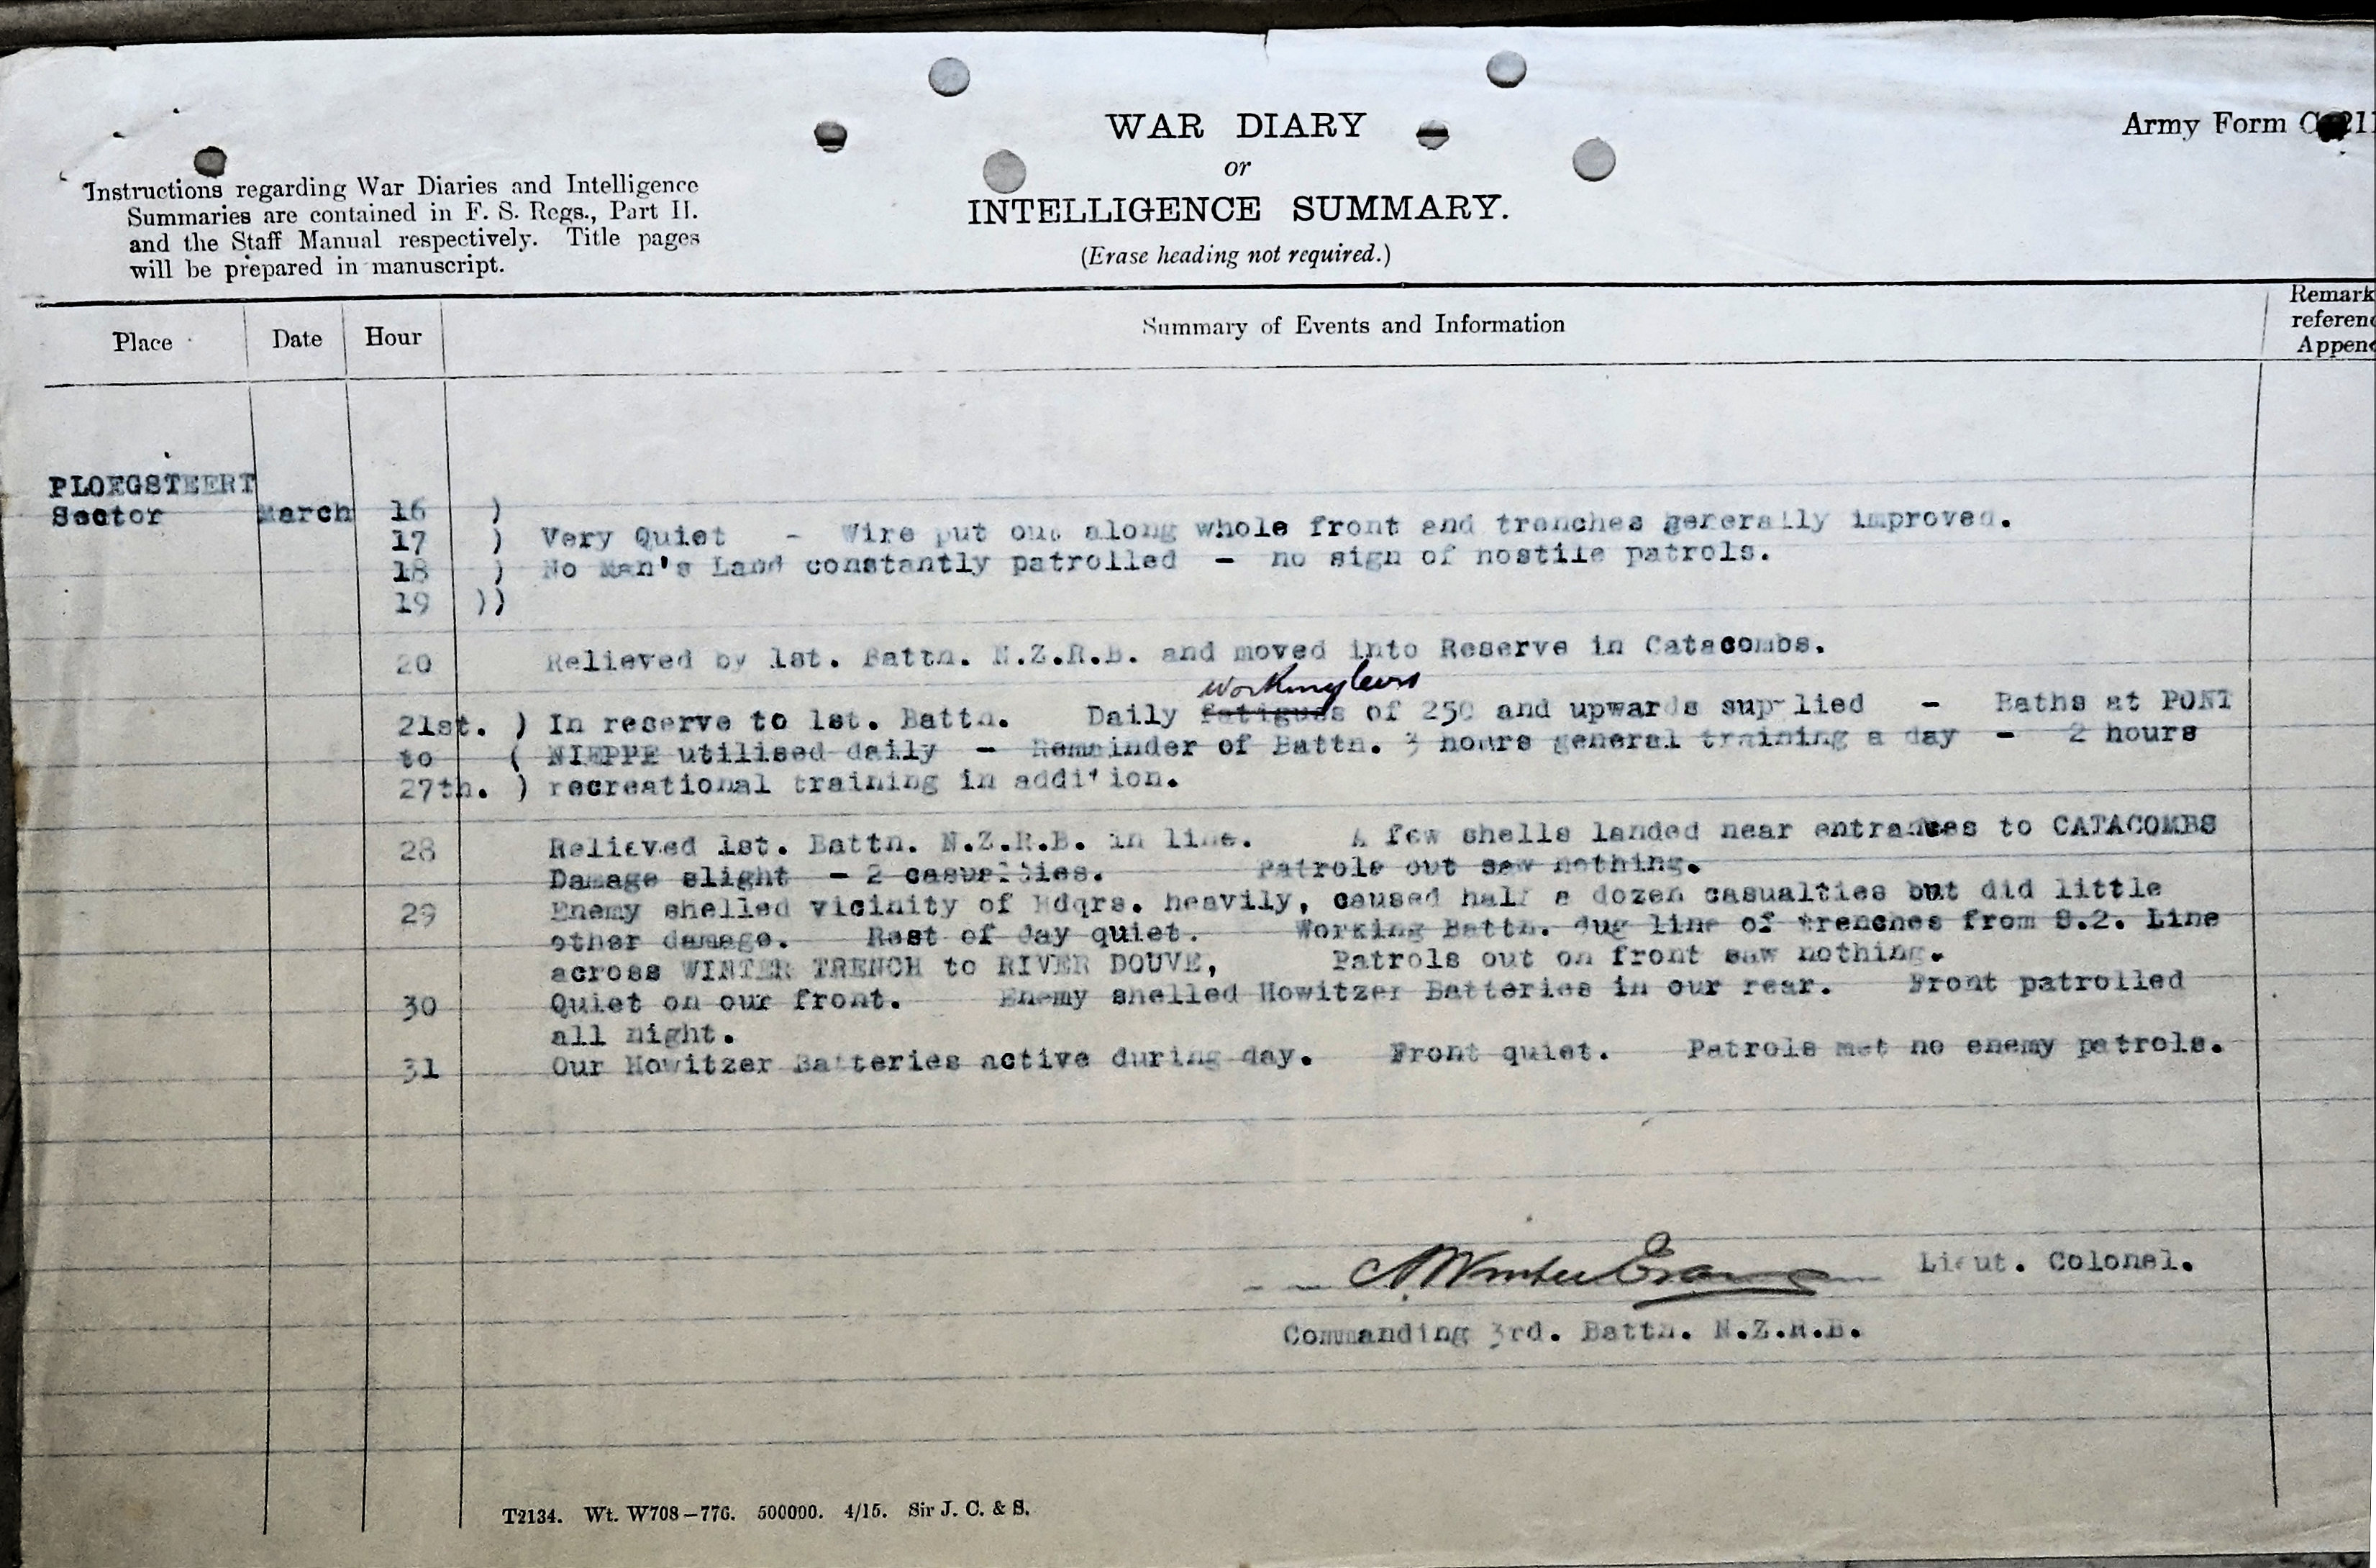 WAR DIARY
or
INTELLIGENCE SUMMARY.
(Erase heading not required.)
Army Form C. 211
Instructions regarding War Diaries and Intelligence
Summaries are contained in F. S. Regs., Part II.
and the Staff Manual respectively. Title pages
will be prepared in manuscript.
Place Date Hour Summary of Events and Information
Remark
referenc
Append
PLOEGSTEERT
Sector March 16 )
17 ) Very Quiet - Wire put out along whole front and trenches generally improved.
18 ) No Man's Land constantly patrolled - no sign of hostile patrols.
19 ))
20 Relieved by 1st. Battn. N.Z.R.B. and moved into Reserve in Catacombs.
working
21st. ) In reserve to 1st. Battn. Daily fatigues of 250 and upwards supplied - Baths at PONT
to ( NIEPPE utilised daily - Remainder of Battn. 3 hours general training a day - 2 hours
27th. ) recreational training in addition.
28 Relieved 1st. Battn. N.Z.R.B. in line. A few shells landed near entrances to CATACOMBS
Damage slight - 2 casualties. Patrols out saw nothing.
29 Enemy shelled vicinity of Hdqrs. heavily, caused half a dozen casualties but did little
other damage. Rest of day quiet. Working Battn. dug line of trenches from S.2. Line
across WINTER TRENCH to RIVER DOUVE, Patrols out on front saw nothing.
30 Quiet on our front. Enemy shelled Howitzer Batteries in our rear. Front patrolled
all night.
31 Our Howitzer Batteries active during day. Front quiet. Patrols met no enemy patrols.
A. Winter Evans Lieut. Colonel.
Commanding 3rd. Battn. N.Z.R.B.
T2134. Wt. W708-776. 500000. 4/15. Sir J. C. & S.